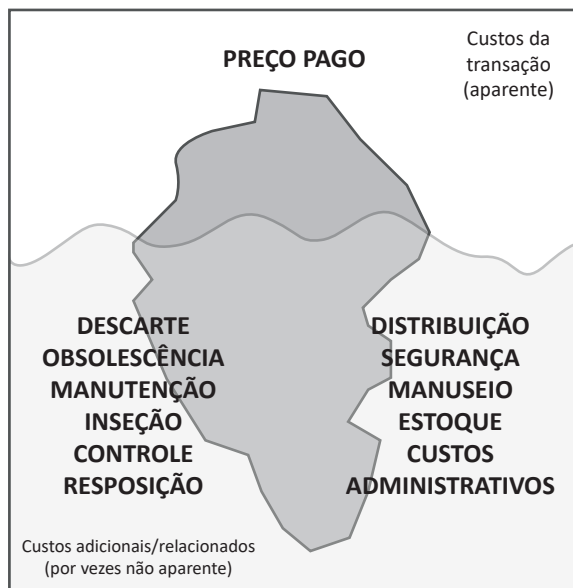 PREÇO PAGO
Custos da
transação
(aparente)
DESCARTE
OBSOLESCÊNCIA
MANUTENÇÃO
INSEÇÃO
CONTROLE
RESPOSIÇÃO
DISTRIBUIÇÃO
SEGURANÇA
MANUSEIO
ESTOQUE
CUSTOS
ADMINISTRATIVOS
Custos adicionais/relacionados
(por vezes não aparente)